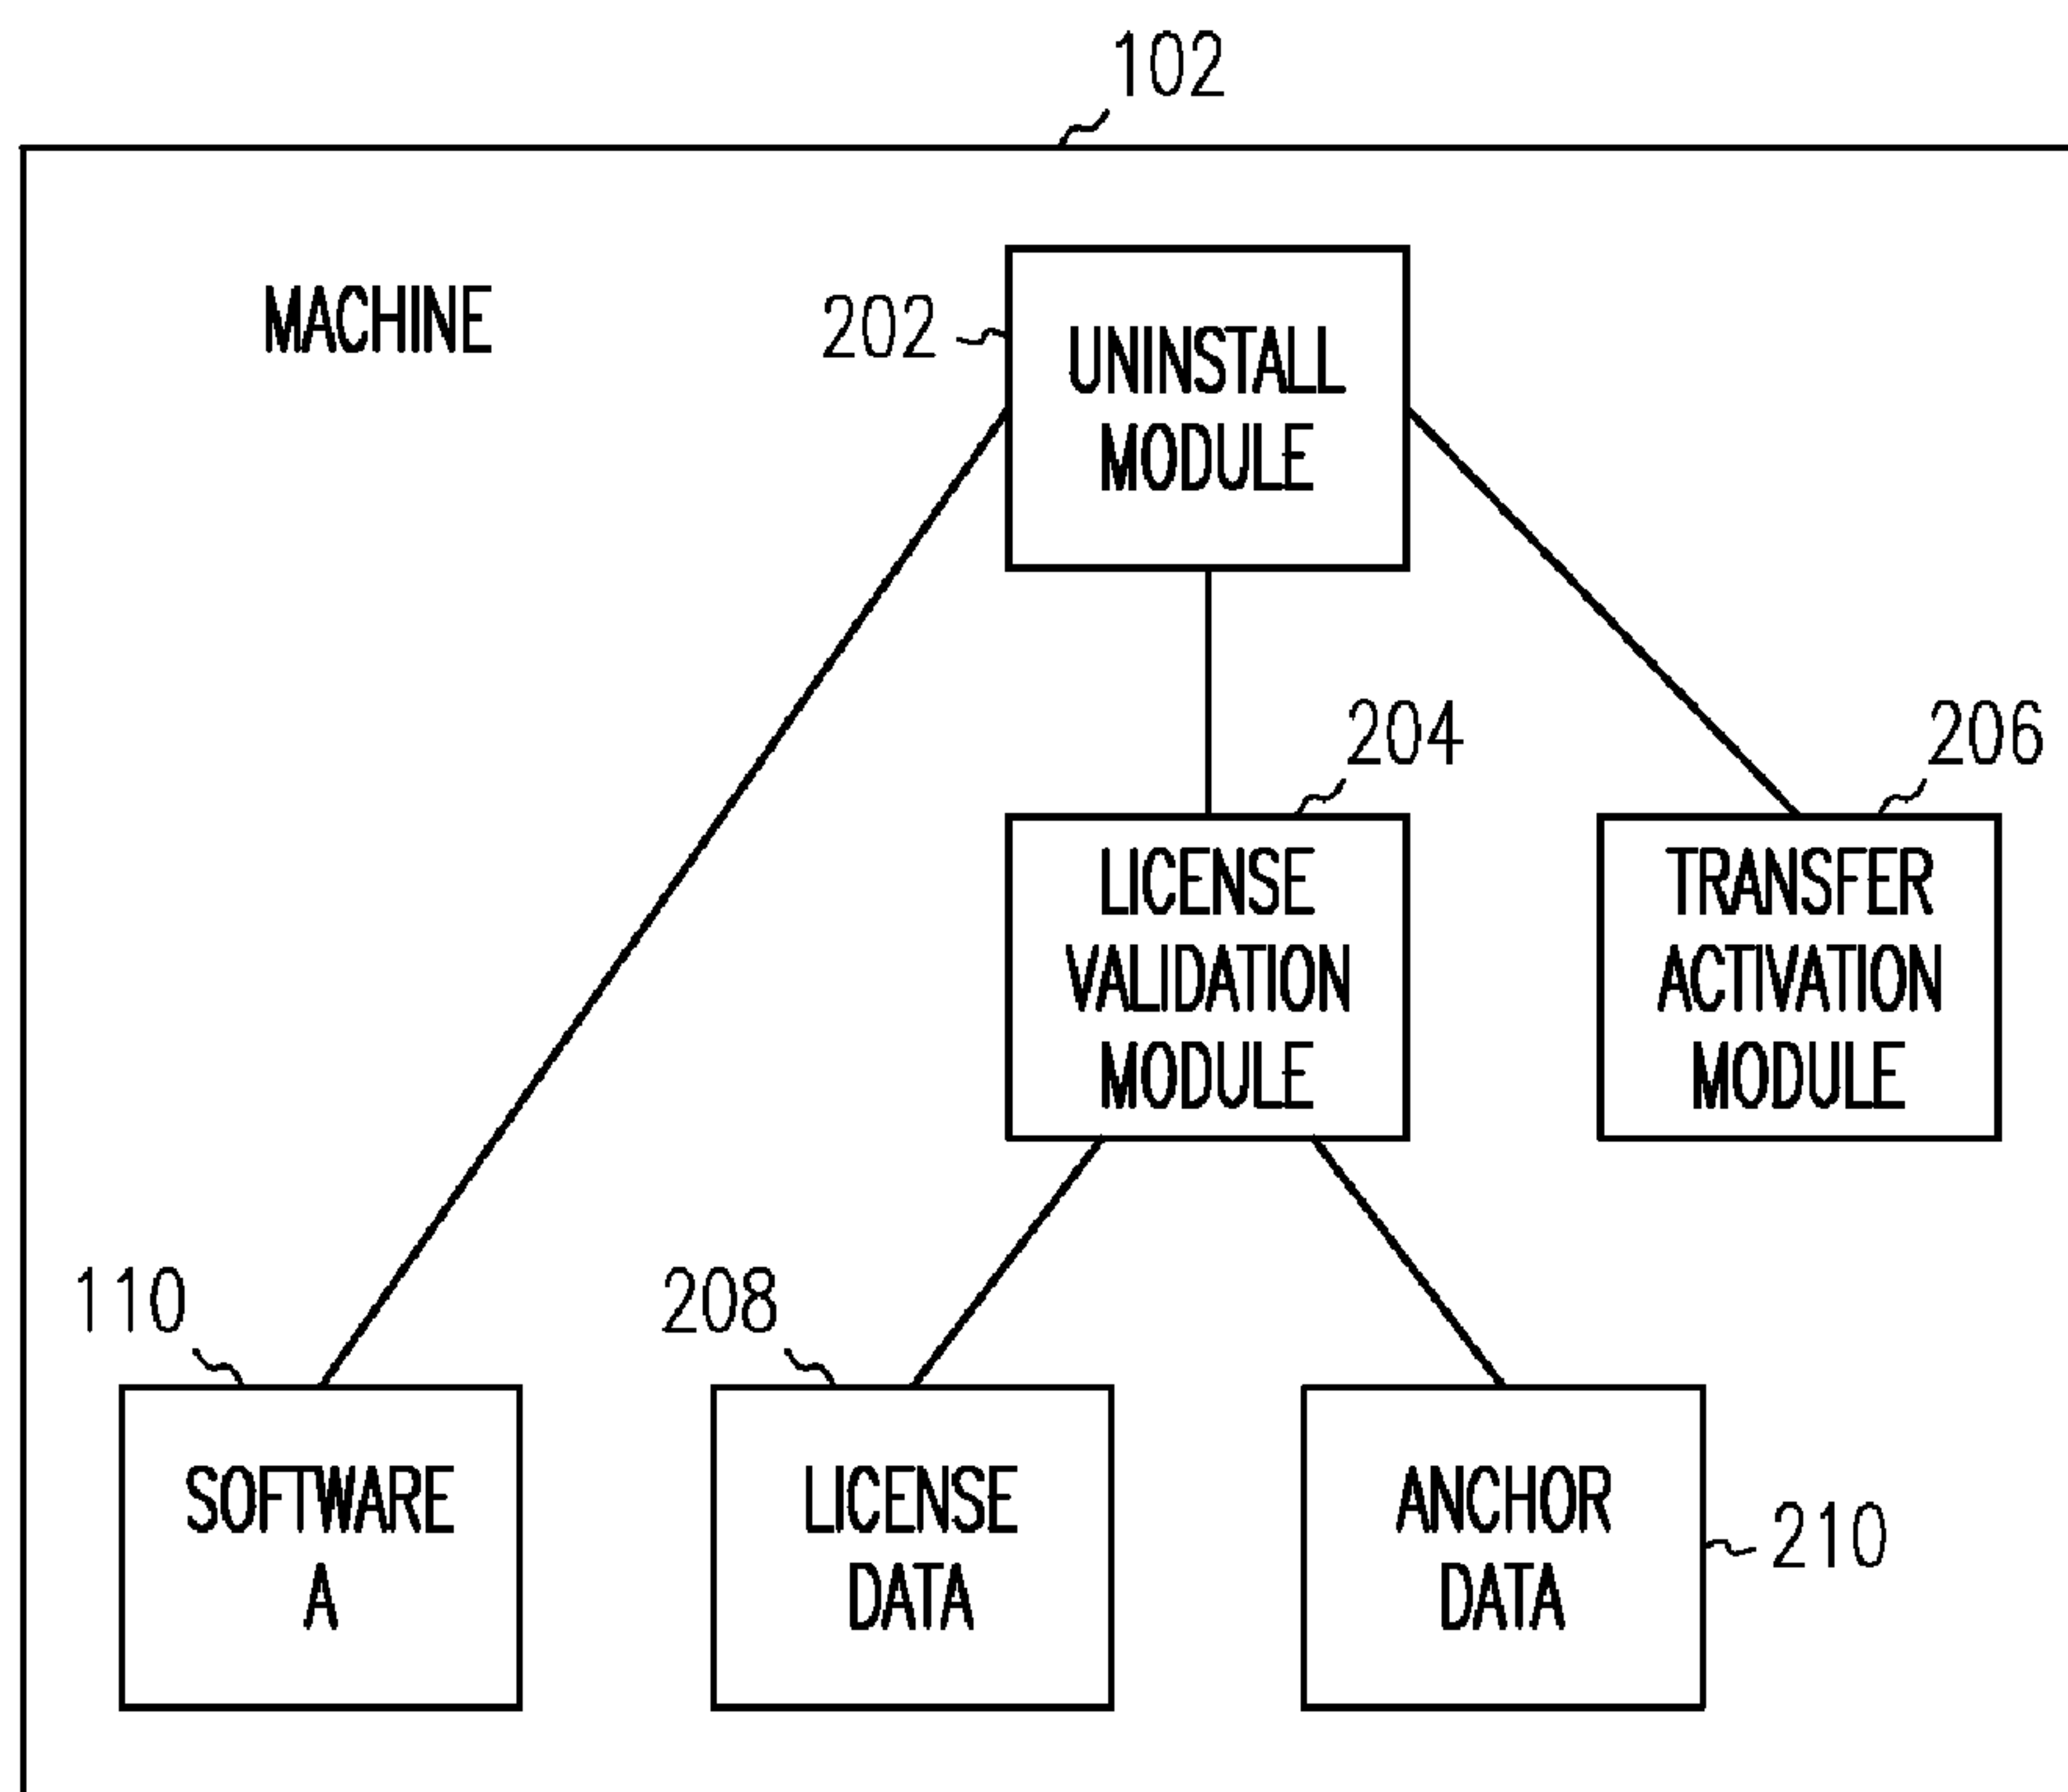 102
MACHINE
202
UNINSTALL
MODULE
204
206
LICENSE
VALIDATION
MODULE
TRANSFER
ACTIVATION
MODULE
110
208
SOFTWARE
A
LICENSE
DATA
ANCHOR
DATA
210